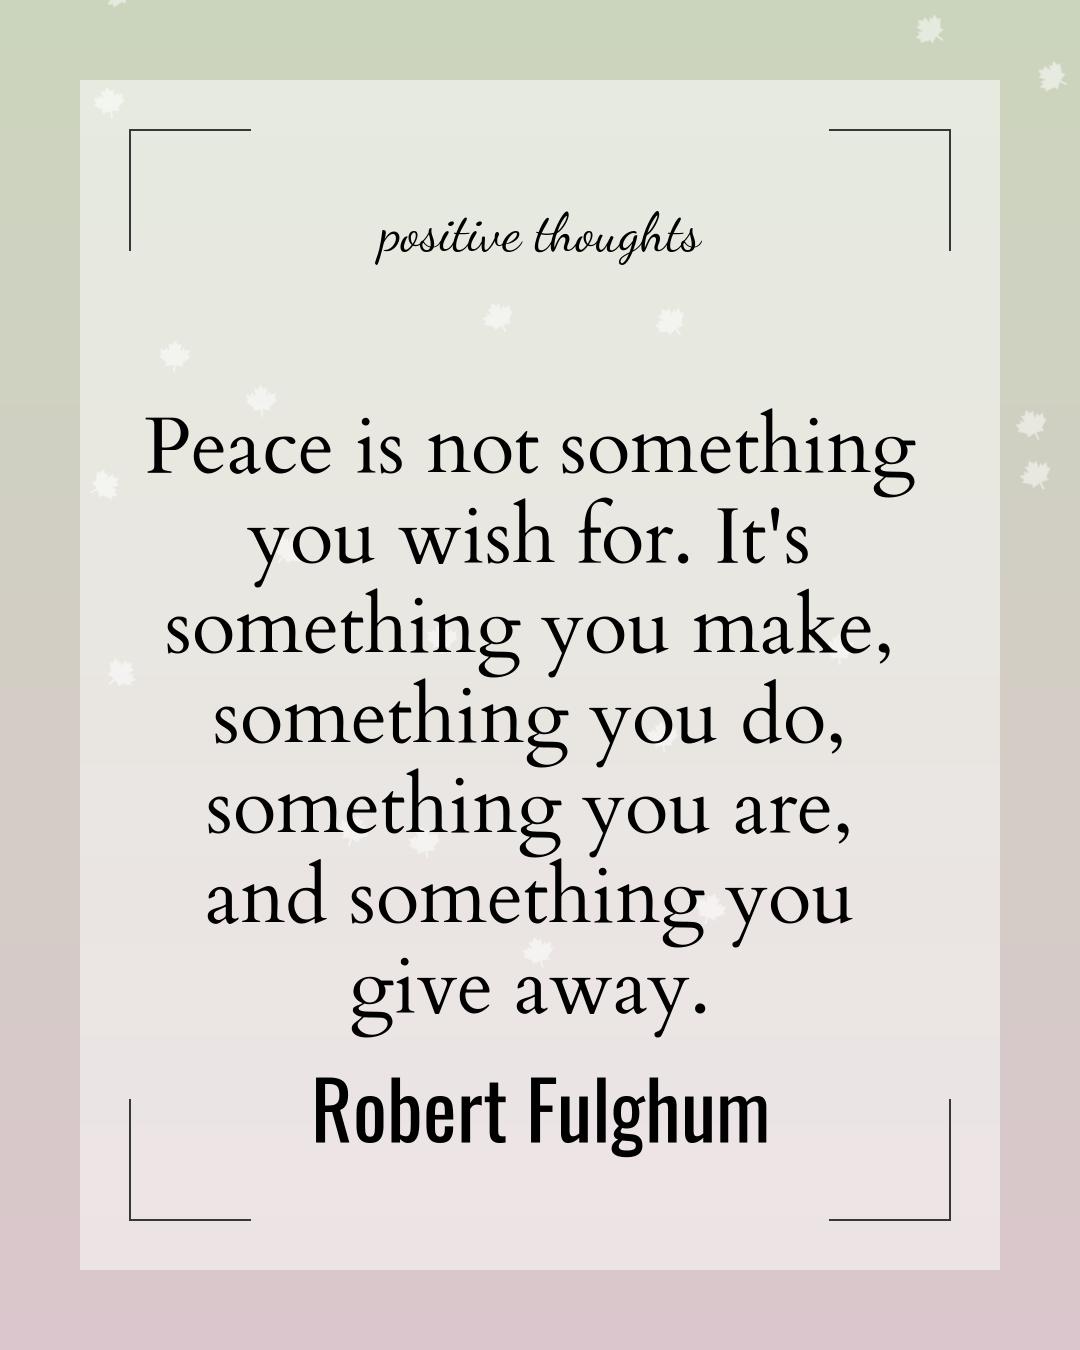 positive thoughts
Peace is not something
you wish for. It's
something you make,
something you do,
something you are,
and something you
give away.
Robert Fulghum